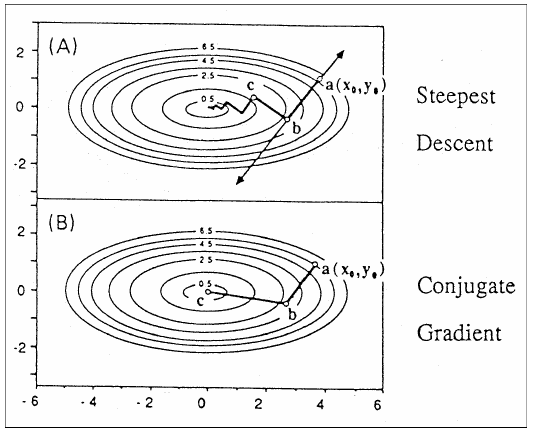 (A)
2
0
-2
6.5
4.5
2.5
0.5
c
b
a(x₀,y₀)
Steepest
Descent
(B)
2
0
-2
6.5
4.5
2.5
0.5
c
b
a(x₀,y₀)
Conjugate
Gradient
-6 -4 -2 0 2 4 6